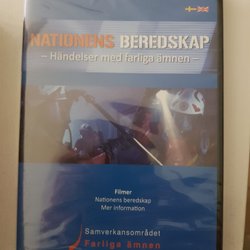 NATIONENS BEREDSKAP
– Händelser med farliga ämnen –
Filmer
Nationens beredskap
Mer information
Samverkansområdet
Farliga ämnen